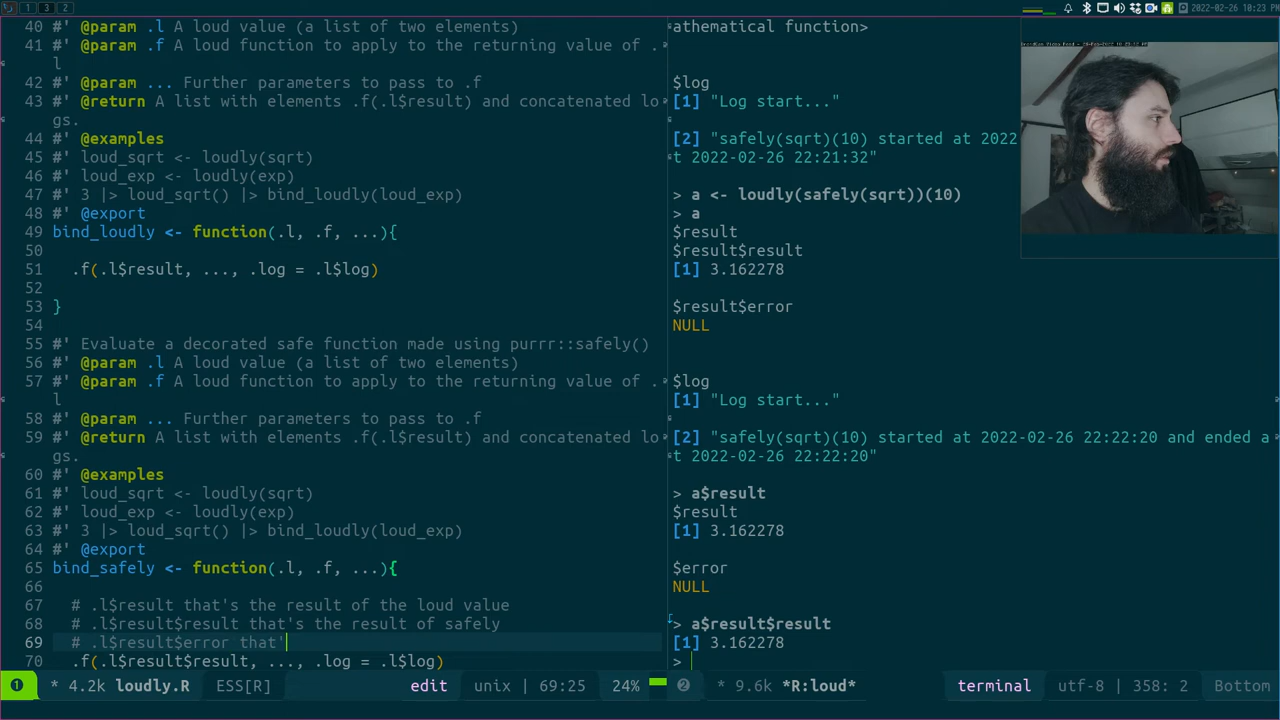 1 3 2
2022-02-26 10:23 PM
40 #' @param .l A loud value (a list of two elements)
41 #' @param .f A loud function to apply to the returning value of .
l
42 #' @param ... Further parameters to pass to .f
43 #' @return A list with elements .f(.l$result) and concatenated lo
gs.
44 #' @examples
45 #' loud_sqrt <- loudly(sqrt)
46 #' loud_exp <- loudly(exp)
47 #' 3 |> loud_sqrt() |> bind_loudly(loud_exp)
48 #' @export
49 bind_loudly <- function(.l, .f, ...){
50
51 .f(.l$result, ..., .log = .l$log)
52
53 }
54
55 #' Evaluate a decorated safe function made using purrr::safely()
56 #' @param .l A loud value (a list of two elements)
57 #' @param .f A loud function to apply to the returning value of .
l
58 #' @param ... Further parameters to pass to .f
59 #' @return A list with elements .f(.l$result) and concatenated lo
gs.
60 #' @examples
61 #' loud_sqrt <- loudly(sqrt)
62 #' loud_exp <- loudly(exp)
63 #' 3 |> loud_sqrt() |> bind_loudly(loud_exp)
64 #' @export
65 bind_safely <- function(.l, .f, ...){
66
67 # .l$result that's the result of the loud value
68 # .l$result$result that's the result of safely
69 # .l$result$error that'
70 .f(.l$result$result, ..., .log = .l$log)
1 * 4.2k loudly.R ESS[R] edit unix | 69:25 24%
athematical function>
$log
[1] "Log start..."
[2] "safely(sqrt)(10) started at 2022
t 2022-02-26 22:21:32"
> a <- loudly(safely(sqrt))(10)
> a
$result
$result$result
[1] 3.162278
$result$error
NULL
$log
[1] "Log start..."
[2] "safely(sqrt)(10) started at 2022-02-26 22:22:20 and ended a
t 2022-02-26 22:22:20"
> a$result
$result
[1] 3.162278
$error
NULL
> a$result$result
[1] 3.162278
>
2 * 9.6k *R:loud* terminal utf-8 | 358: 2 Bottom